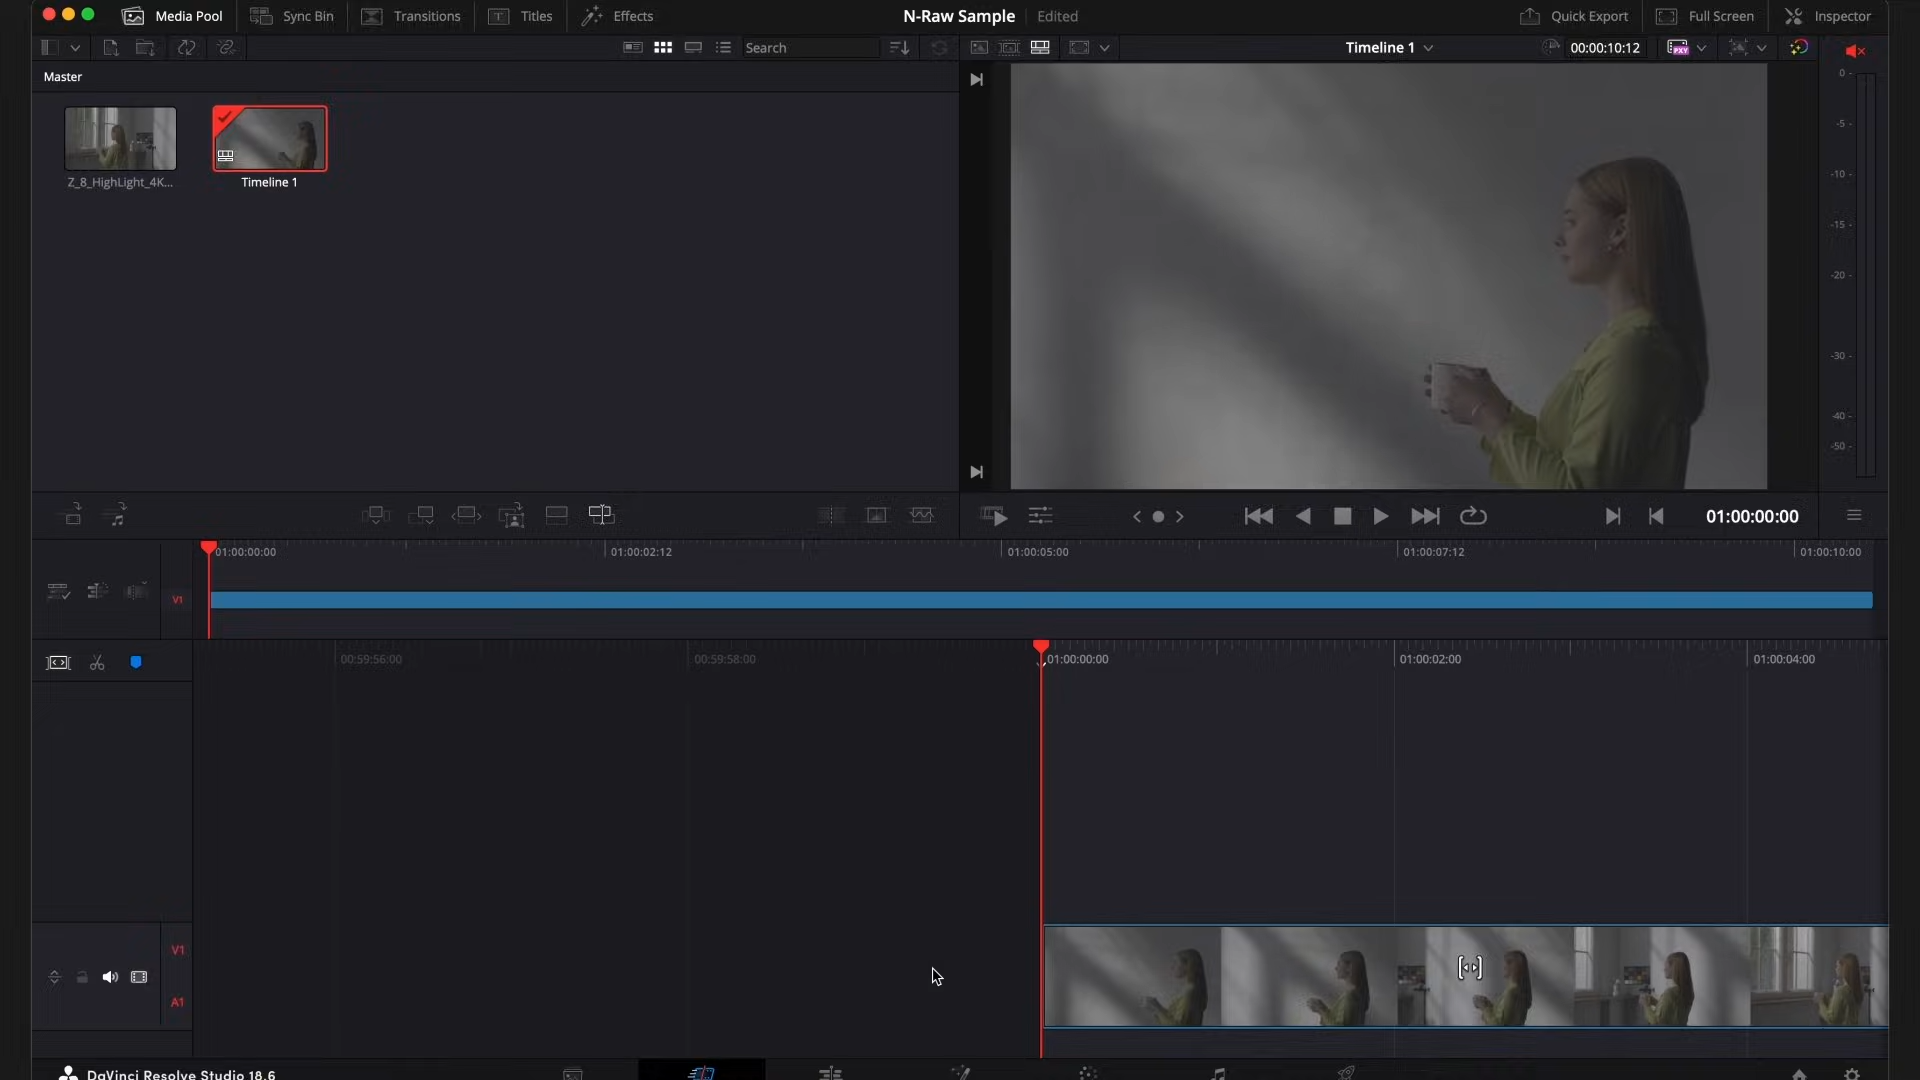 Media Pool
Sync Bin
Transitions
Titles
Effects
N-Raw Sample
Edited
Quick Export
Full Screen
Inspector
Search
Timeline 1
00:00:10:12
PXY
Master
Z_8_HighLight_4K...
Timeline 1
0
-5
-10
-15
-20
-30
-40
-50
01:00:00:00
01:00:00:00
01:00:02:12
01:00:05:00
01:00:07:12
01:00:10:00
V1
00:59:56:00
00:59:58:00
01:00:00:00
01:00:02:00
01:00:04:00
V1
A1
DaVinci Resolve Studio 18.6